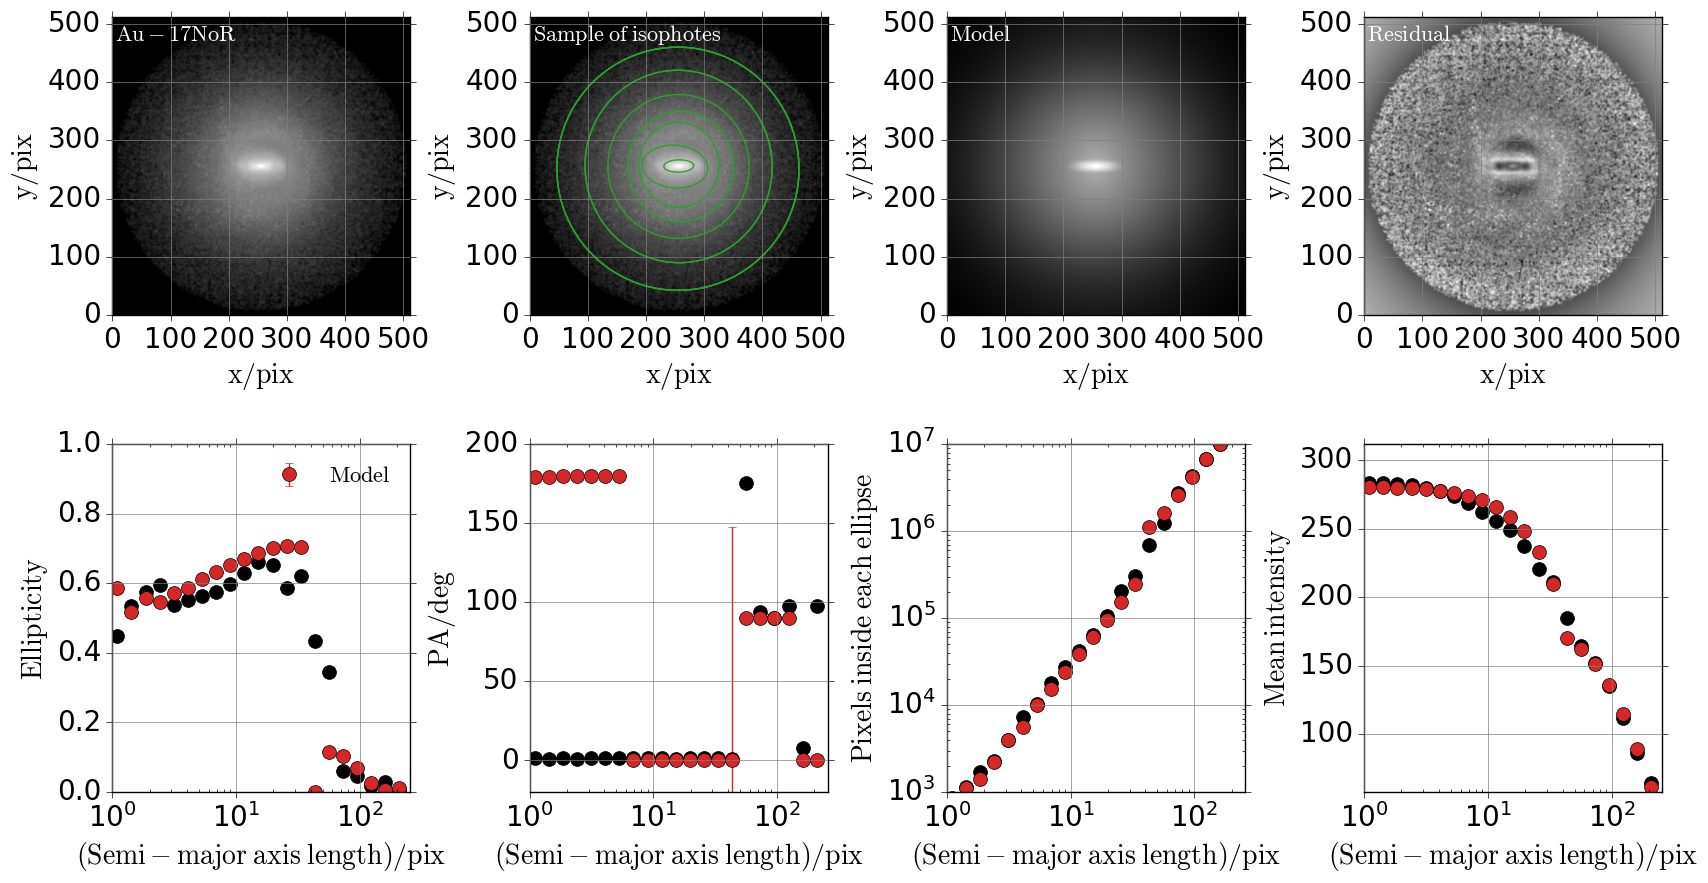 Au − 17NoR
500
400
300
200
100
0
y/pix
0 100 200 300 400 500
x/pix
Sample of isophotes
500
400
300
200
100
0
y/pix
0 100 200 300 400 500
x/pix
Model
500
400
300
200
100
0
y/pix
0 100 200 300 400 500
x/pix
Residual
500
400
300
200
100
0
y/pix
0 100 200 300 400 500
x/pix
Model
1.0
0.8
0.6
0.4
0.2
0.0
Ellipticity
10^0 10^1 10^2
(Semi − major axis length)/pix
200
150
100
50
0
PA/deg
10^0 10^1 10^2
(Semi − major axis length)/pix
10^7
10^6
10^5
10^4
10^3
Pixels inside each ellipse
10^0 10^1 10^2
(Semi − major axis length)/pix
300
250
200
150
100
Mean intensity
10^0 10^1 10^2
(Semi − major axis length)/pix